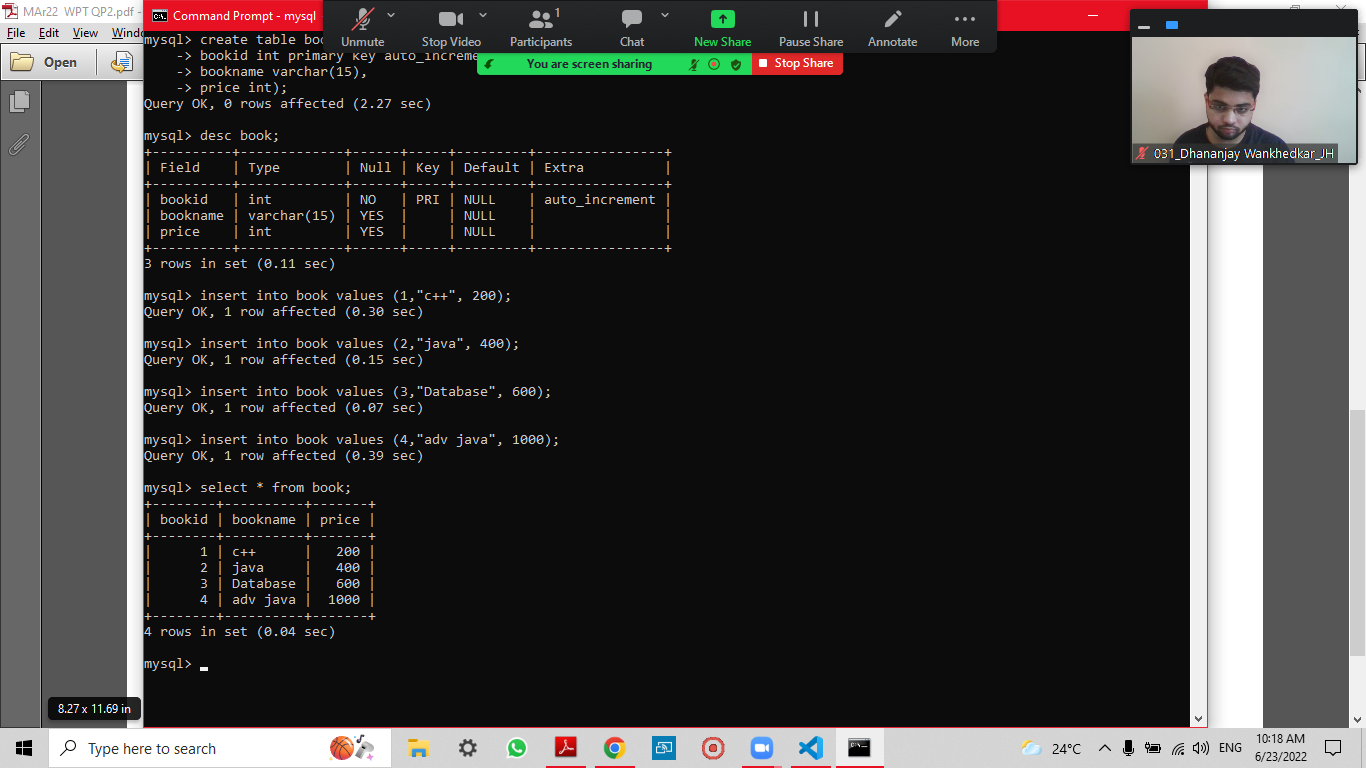 MAr22 WPT QP2.pdf -
Command Prompt - mysql
Unmute
Stop Video
Participants
1
Chat
New Share
Pause Share
Annotate
More
You are screen sharing
Stop Share
031_Dhananjay Wankhedkar_JH
File Edit View
Open
mysql> create table
-> bookid int primary key
-> bookname varchar(15),
-> price int);
Query OK, 0 rows affected (2.27 sec)
mysql> desc book;
+----------+-------------+------+-----+---------+----------------+
| Field | Type | Null | Key | Default | Extra |
+----------+-------------+------+-----+---------+----------------+
| bookid | int | NO | PRI | NULL | auto_increment |
| bookname | varchar(15) | YES | | NULL | |
| price | int | YES | | NULL | |
+----------+-------------+------+-----+---------+----------------+
3 rows in set (0.11 sec)
mysql> insert into book values (1,"c++", 200);
Query OK, 1 row affected (0.30 sec)
mysql> insert into book values (2,"java", 400);
Query OK, 1 row affected (0.15 sec)
mysql> insert into book values (3,"Database", 600);
Query OK, 1 row affected (0.07 sec)
mysql> insert into book values (4,"adv java", 1000);
Query OK, 1 row affected (0.39 sec)
mysql> select * from book;
+--------+----------+-------+
| bookid | bookname | price |
+--------+----------+-------+
| 1 | c++ | 200 |
| 2 | java | 400 |
| 3 | Database | 600 |
| 4 | adv java | 1000 |
+--------+----------+-------+
4 rows in set (0.04 sec)
mysql>
8.27 x 11.69 in
Type here to search
24°C
ENG
10:18 AM
6/23/2022